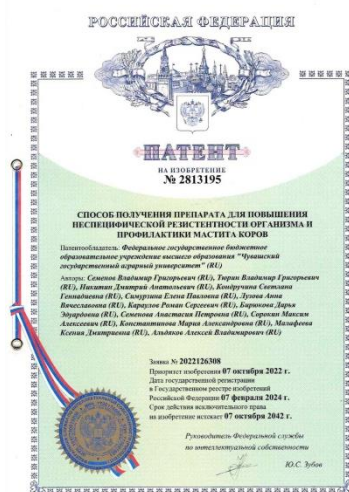 РОССИЙСКАЯ ФЕДЕРАЦИЯ
ПАТЕНТ
НА ИЗОБРЕТЕНИЕ
№ 2813195
СПОСОБ ПОЛУЧЕНИЯ ПРЕПАРАТА ДЛЯ ПОВЫШЕНИЯ
НЕСПЕЦИФИЧЕСКОЙ РЕЗИСТЕНТНОСТИ ОРГАНИЗМА И
ПРОФИЛАКТИКИ МАСТИТА КОРОВ
Патентообладатель: Федеральное государственное бюджетное
образовательное учреждение высшего образования "Чувашский
государственный аграрный университет" (RU)
Авторы: Семенов Владимир Григорьевич (RU), Тюрин Владимир Григорьевич
(RU), Никитин Дмитрий Анатольевич (RU), Кондручина Светлана
Геннадиевна (RU), Симурзина Елена Павловна (RU), Лузова Анна
Вячеславовна (RU), Караулов Роман Сергеевич (RU), Баринова Дарья
Эдуардовна (RU), Семенова Анастасия Петровна (RU), Сорокин Максим
Алексеевич (RU), Константинова Мария Александровна (RU), Малафеева
Ксения Дмитриевна (RU), Альдяков Алексей Владимирович (RU)
Заявка № 2022126308
Приоритет изобретения 07 октября 2022 г.
Дата государственной регистрации
в Государственном реестре изобретений
Российской Федерации 07 февраля 2024 г.
Срок действия исключительного права
на изобретение истекает 07 октября 2042 г.
Руководитель Федеральной службы
по интеллектуальной собственности
Ю.С. Зубов